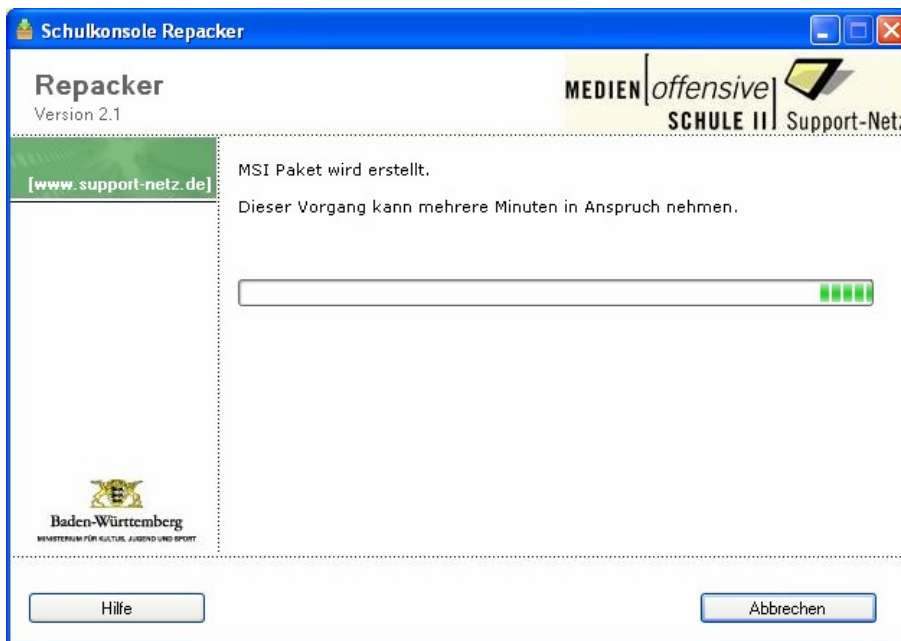 Schulkonsole Repacker
Repacker
Version 2.1
MEDIEN offensive
SCHULE II Support-Netz
[www.support-netz.de]
MSI Paket wird erstellt.
Dieser Vorgang kann mehrere Minuten in Anspruch nehmen.
Baden-Württemberg
MINISTERIUM FÜR KULTUS, JUGEND UND SPORT
Hilfe
Abbrechen